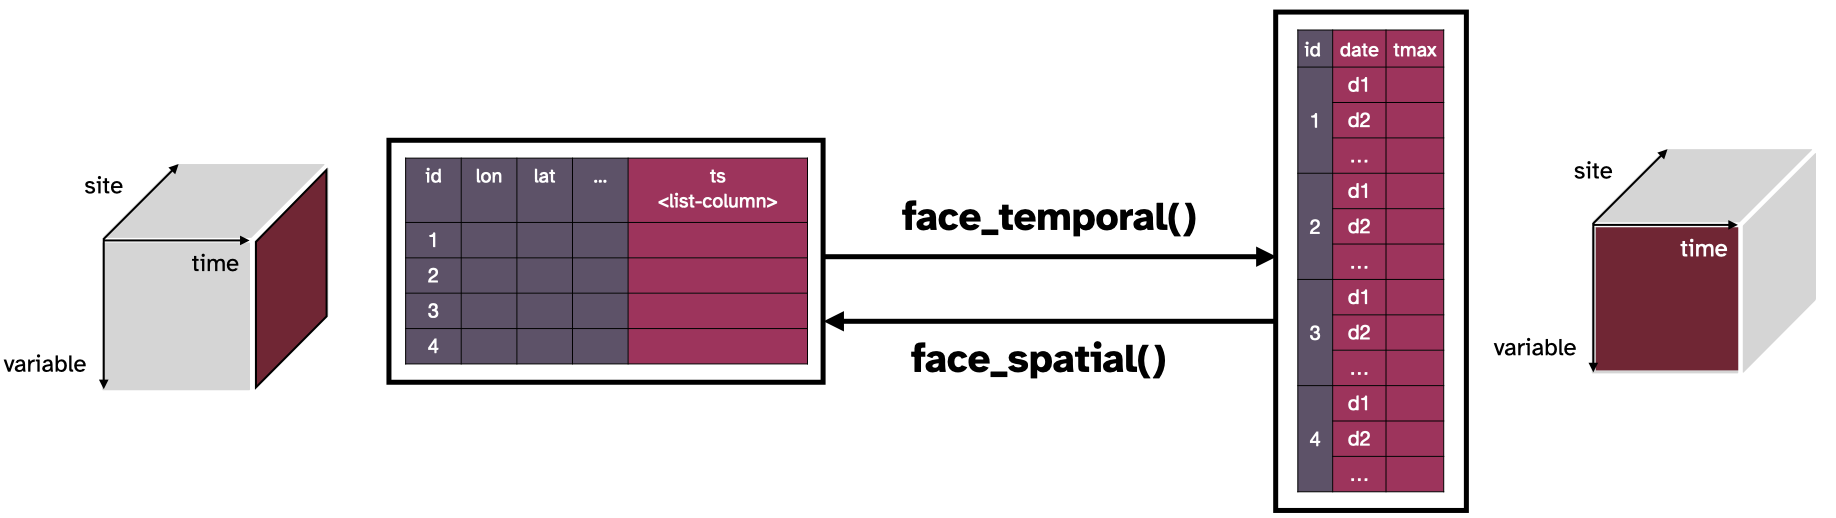 site
time
variable
id lon lat ... ts
<list-column>
1
2
3
4
face_temporal()
face_spatial()
id date tmax
d1
1 d2
...
d1
2 d2
...
d1
3 d2
...
d1
4 d2
...
site
time
variable